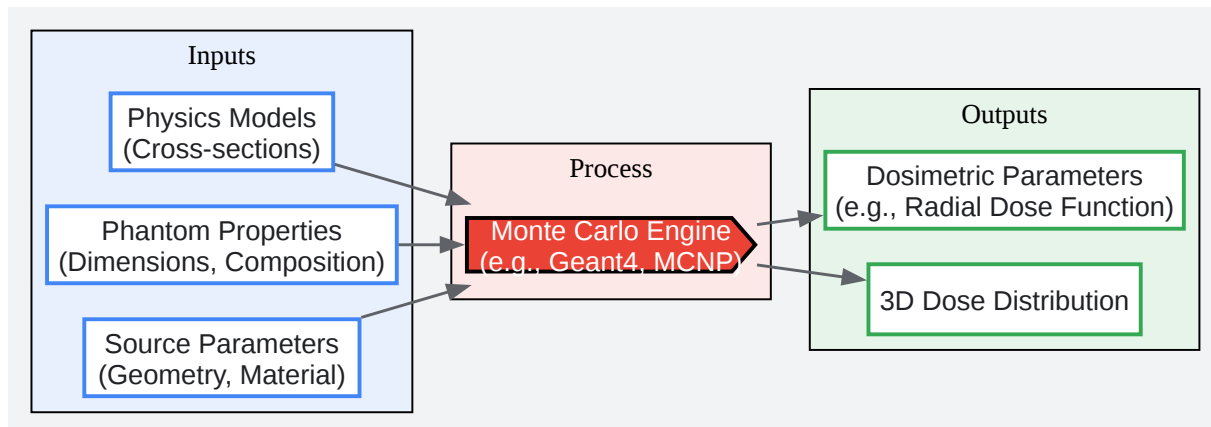 Inputs
Physics Models
(Cross-sections)
Phantom Properties
(Dimensions, Composition)
Source Parameters
(Geometry, Material)
Process
Monte Carlo Engine
(e.g., Geant4, MCNP)
Outputs
Dosimetric Parameters
(e.g., Radial Dose Function)
3D Dose Distribution